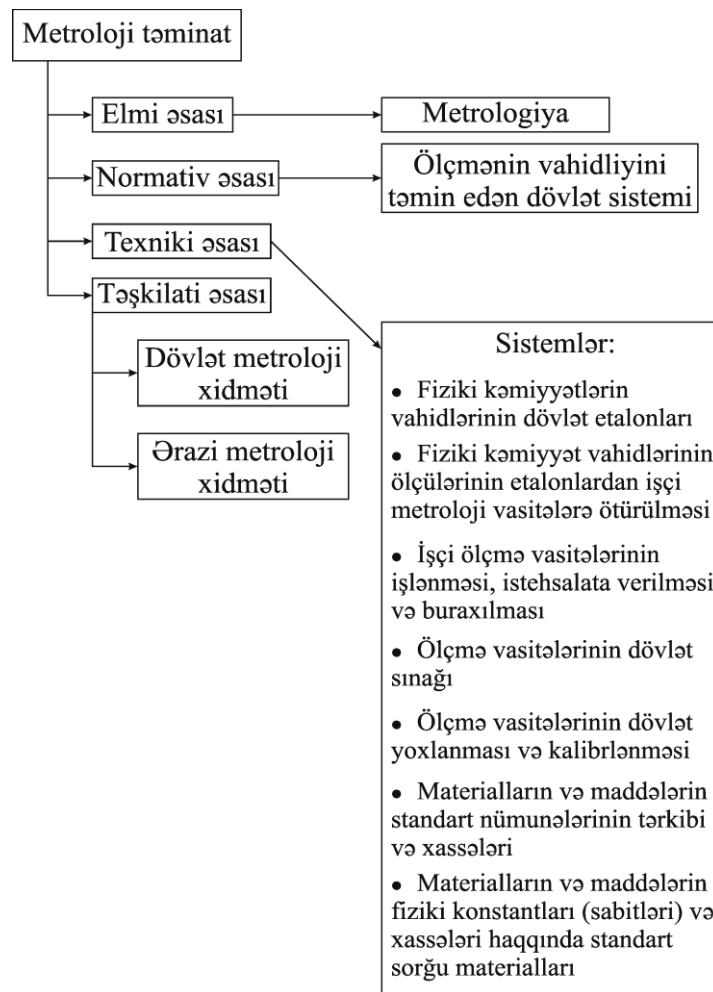 Metroloji təminat
Elmi əsası
Metrologiya
Normativ əsası
Ölçmənin vahidliyini
təmin edən dövlət sistemi
Texniki əsası
Təşkilati əsası
Dövlət metroloji
xidməti
Ərazi metroloji
xidməti
Sistemlər:
• Fiziki kəmiyyətlərin
vahidlərinin dövlət etalonları
• Fiziki kəmiyyət vahidlərinin
ölçülərinin etalonlardan işçi
metroloji vasitələrə ötürülməsi
• İşçi ölçmə vasitələrinin
işlənməsi, istehsalata verilməsi
və buraxılması
• Ölçmə vasitələrinin dövlət
sınağı
• Ölçmə vasitələrinin dövlət
yoxlanması və kalibrlənməsi
• Materialların və maddələrin
standart nümunələrinin tərkibi
və xassələri
• Materialların və maddələrin
fiziki konstantları (sabitləri) və
xassələri haqqında standart
sorğu materialları